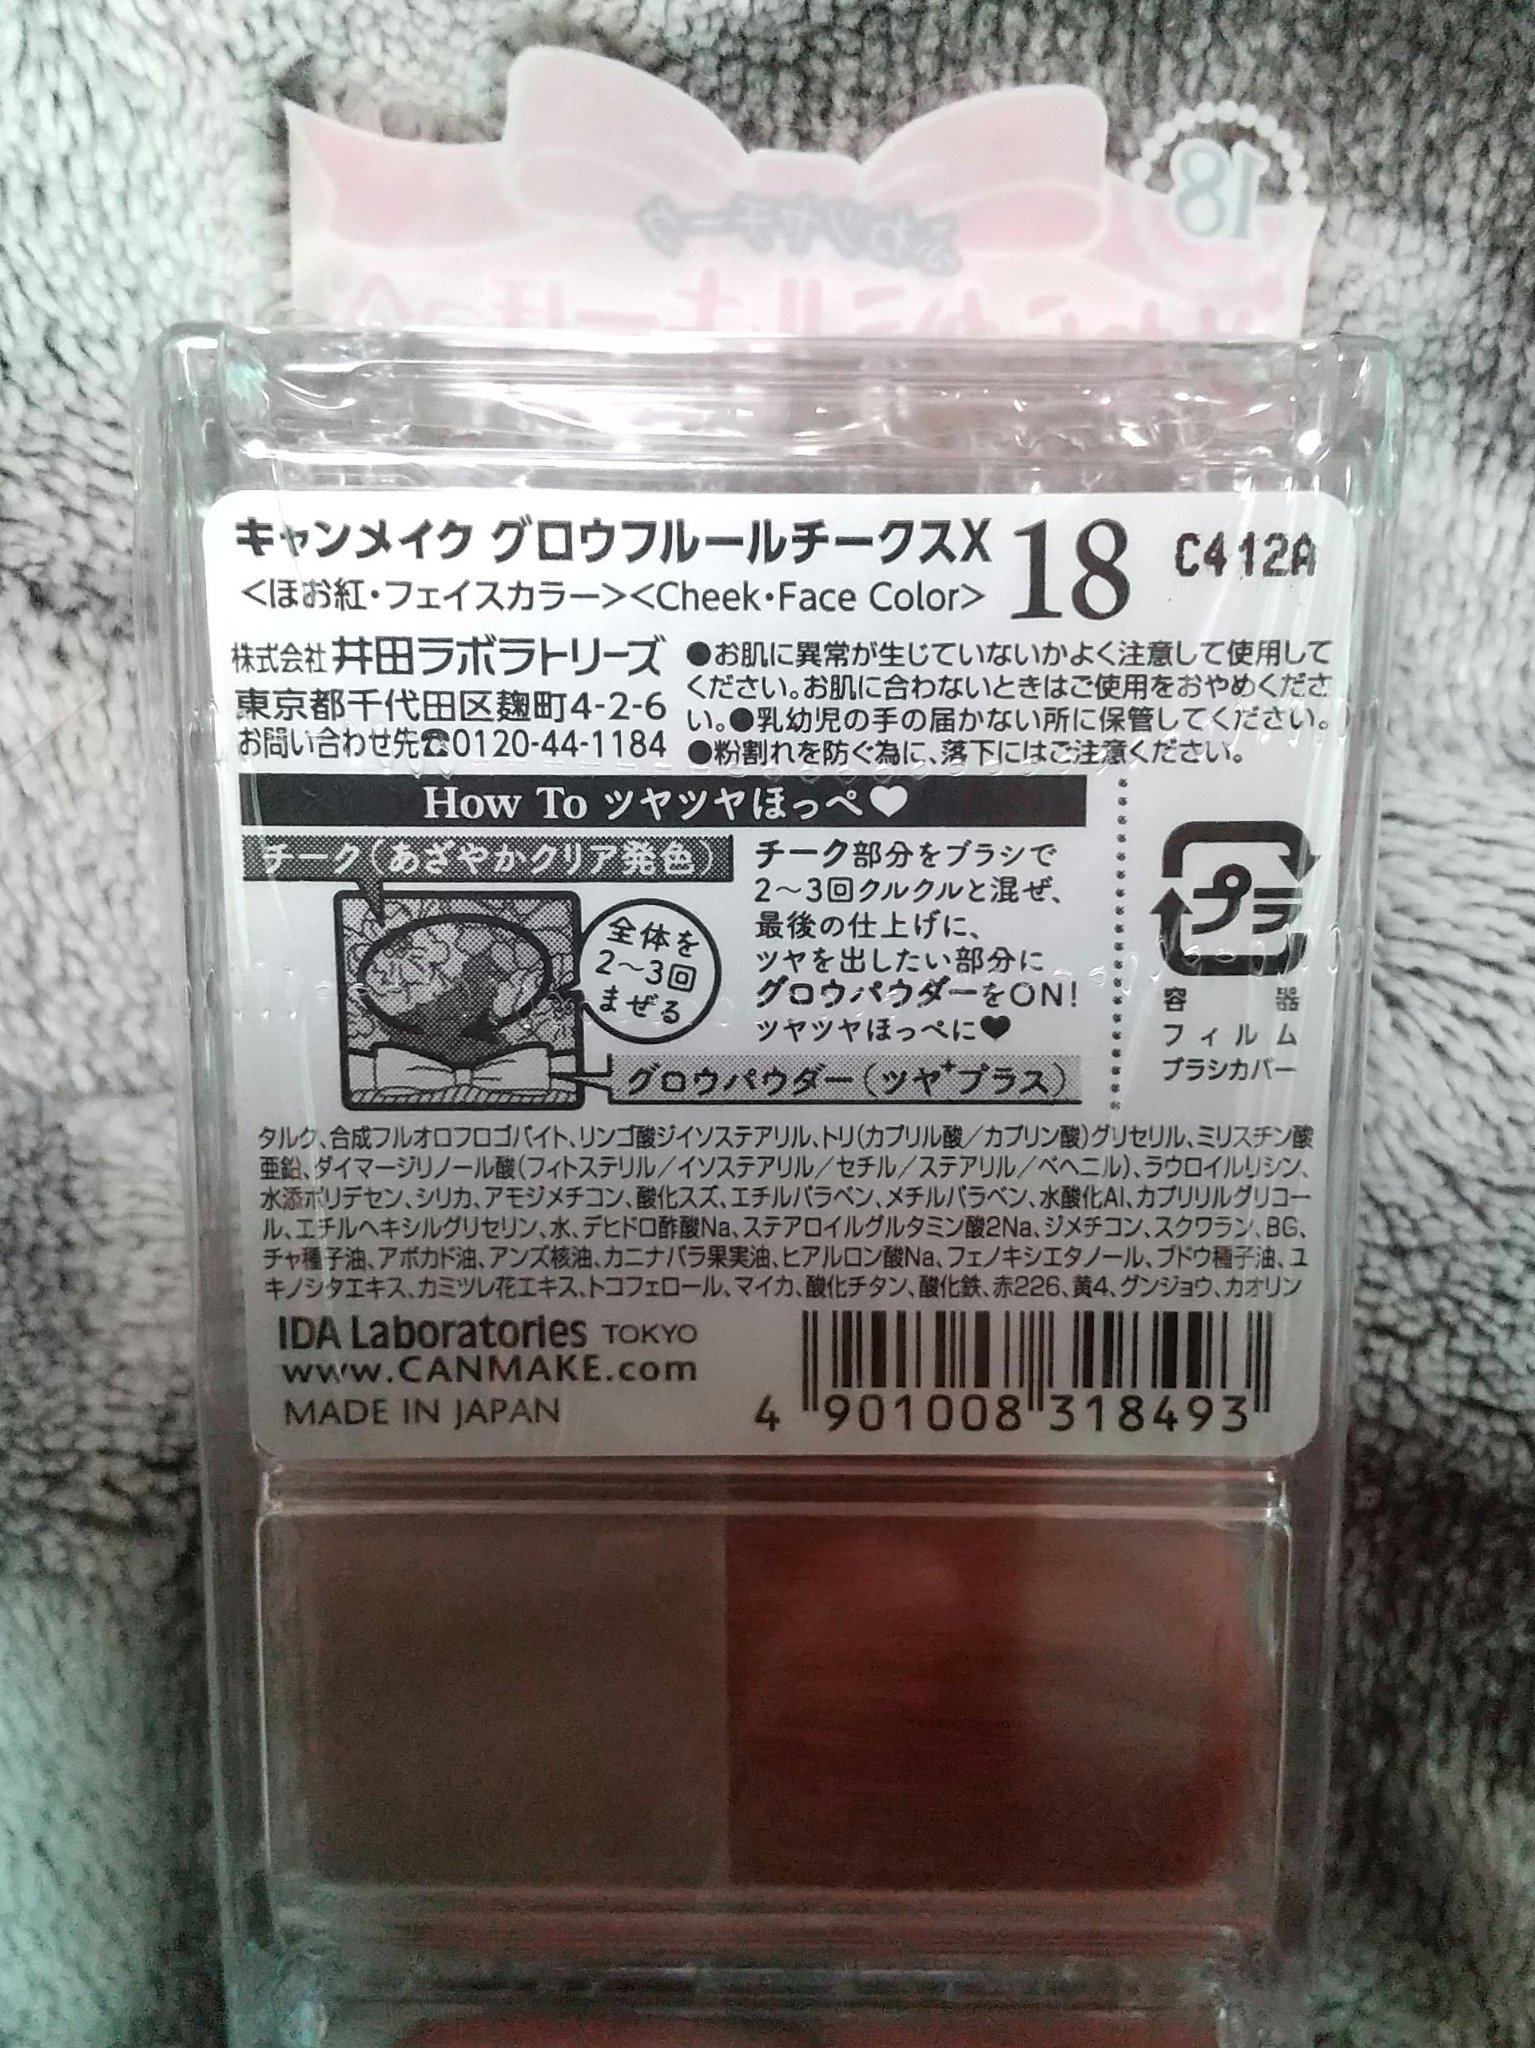 18
ふわツヤチーク
キャンメイク グロウフルールチークスX 18 C412A
<ほお紅・フェイスカラー><Cheek・Face Color>
株式会社 井田ラボラトリーズ
東京都千代田区麹町4-2-6
お問い合わせ先☎0120-44-1184
●お肌に異常が生じていないかよく注意して使用して
ください。お肌に合わないときはご使用をおやめくださ
い。●乳幼児の手の届かない所に保管してください。
●粉割れを防ぐ為に、落下にはご注意ください。
How To ツヤツヤほっぺ♥
チーク(あざやかクリア発色)
全体を
2〜3回
まぜる
グロウパウダー(ツヤ+プラス)
チーク部分をブラシで
2〜3回クルクルと混ぜ、
最後の仕上げに、
ツヤを出したい部分に
グロウパウダーをON!
ツヤツヤほっぺに♥
プラ
容器
フィルム
ブラシカバー
タルク、合成フルオロフロゴパイト、リンゴ酸ジイソステアリル、トリ(カプリル酸/カプリン酸)グリセリル、ミリスチン酸
亜鉛、ダイマージリノール酸(フィトステリル/イソステアリル/セチル/ステアリル/ベヘニル)、ラウロイルリシン、
水添ポリデセン、シリカ、アモジメチコン、酸化スズ、エチルパラベン、メチルパラベン、水酸化Al、カプリリルグリコー
ル、エチルヘキシルグリセリン、水、デヒドロ酢酸Na、ステアロイルグルタミン酸2Na、ジメチコン、スクワラン、BG、
チャ種子油、アボカド油、アンズ核油、カニナバラ果実油、ヒアルロン酸Na、フェノキシエタノール、ブドウ種子油、ユ
キノシタエキス、カミツレ花エキス、トコフェロール、マイカ、酸化チタン、酸化鉄、赤226、黄4、グンジョウ、カオリン
IDA Laboratories TOKYO
www.CANMAKE.com
MADE IN JAPAN
4 901008 318493